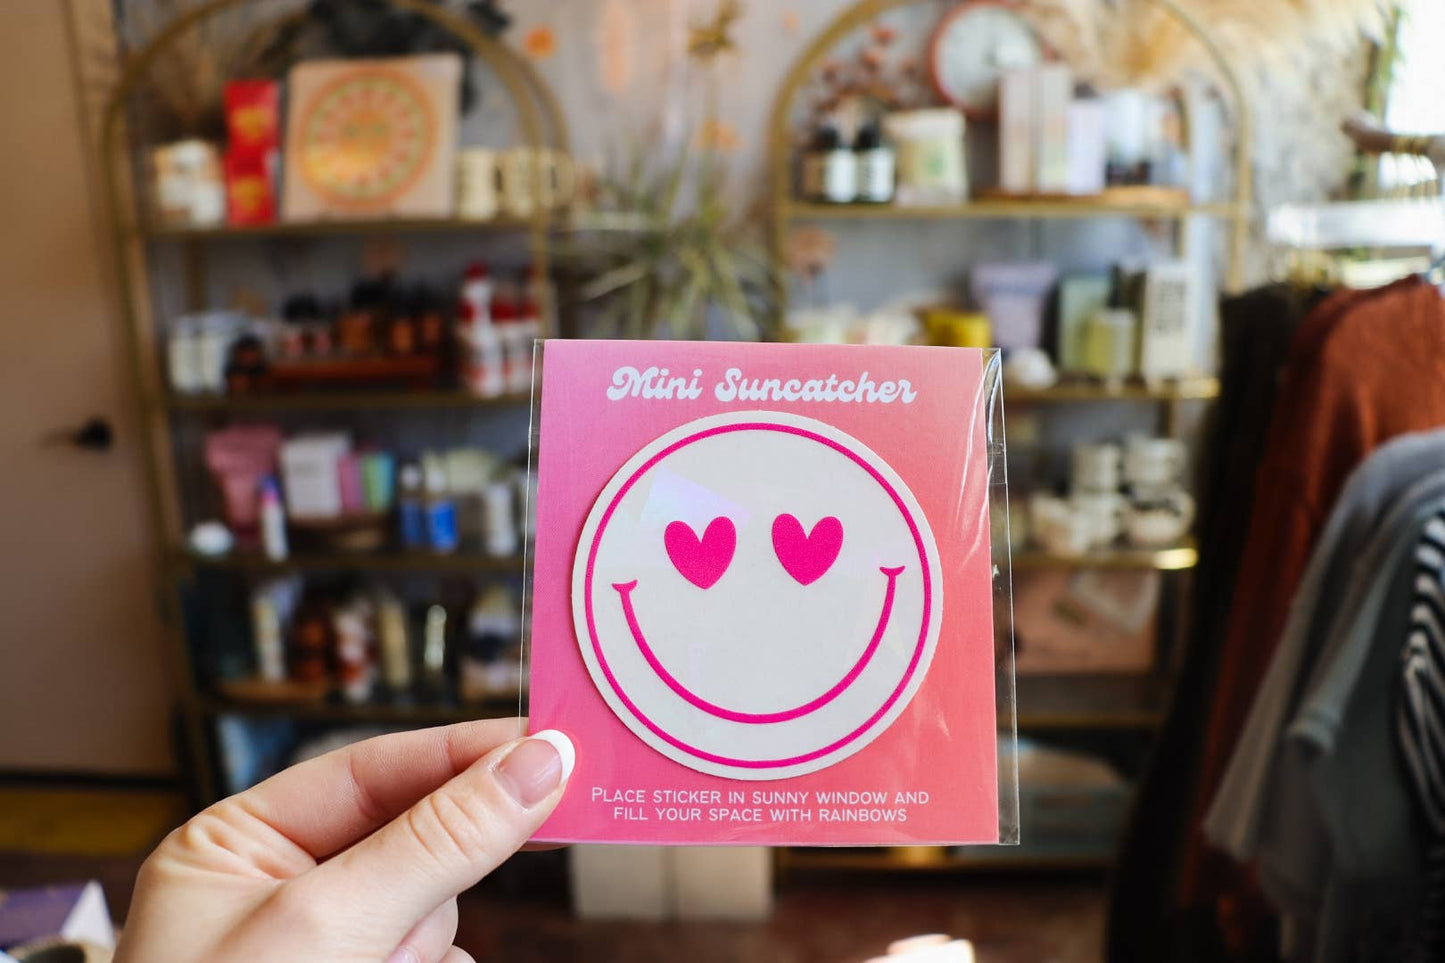 Mini Suncatcher
PLACE STICKER IN SUNNY WINDOW AND
FILL YOUR SPACE WITH RAINBOWS